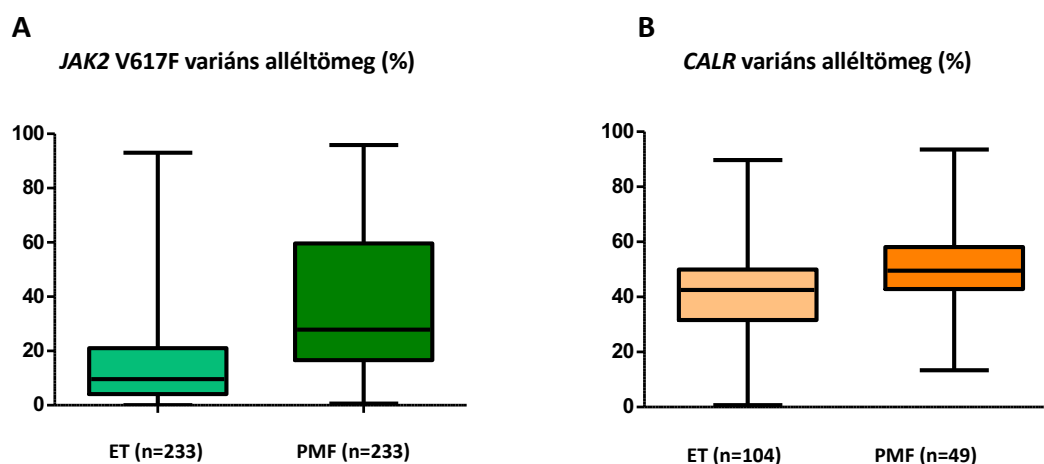 A
JAK2 V617F variáns alléltömeg (%)
100
80
60
40
20
0
ET (n=233)
PMF (n=233)
B
CALR variáns alléltömeg (%)
100
80
60
40
20
0
ET (n=104)
PMF (n=49)